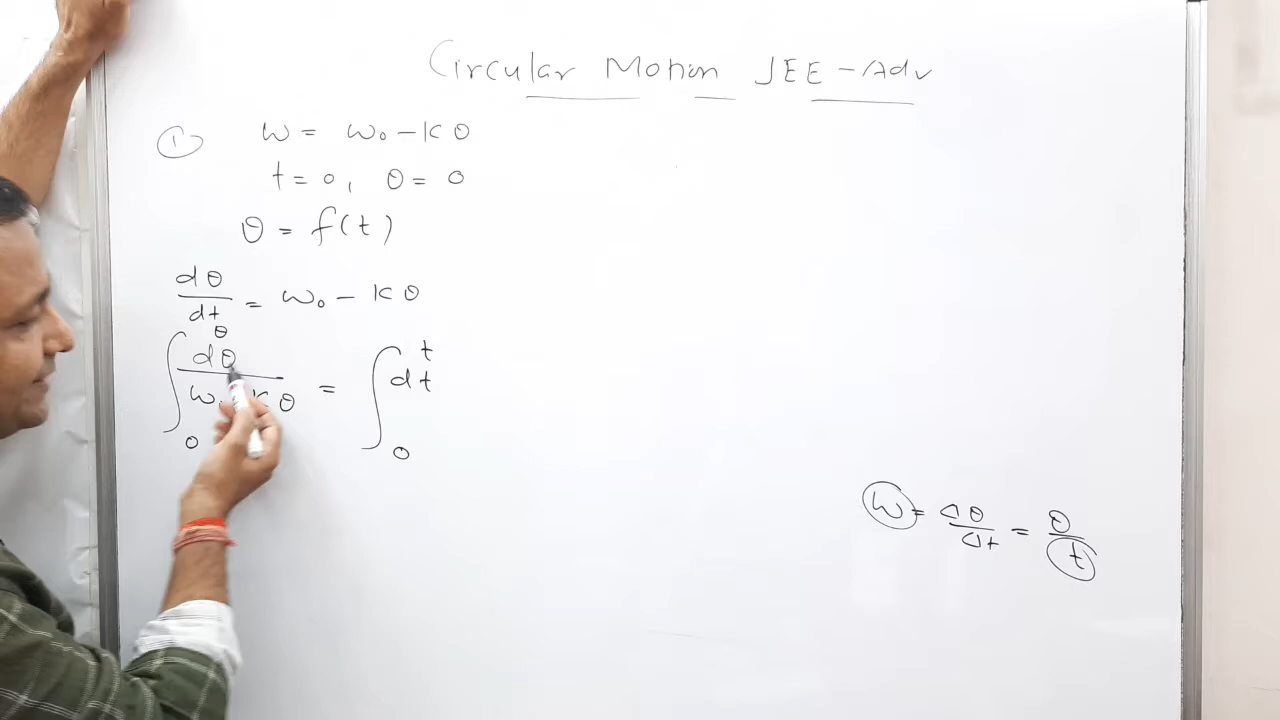 Circular Motion JEE-Adv
① ω = ω₀ - Kθ
t = 0, θ = 0
θ = f(t)
dθ/dt = ω₀ - Kθ
∫₀^θ dθ/(ω₀ - Kθ) = ∫₀^t dt
ω = Δθ/Δt = θ/t